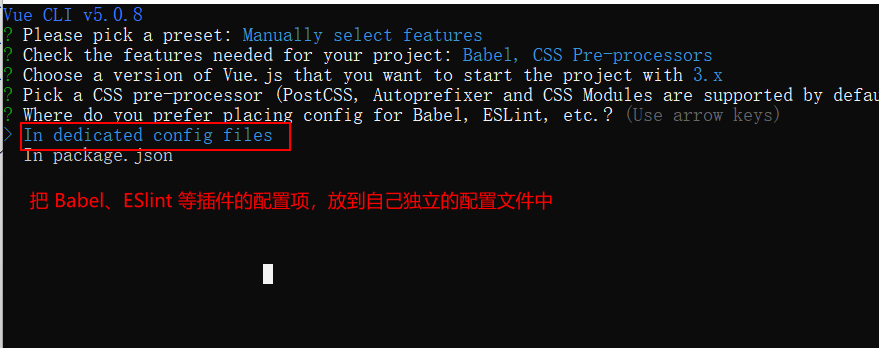 Vue CLI v5.0.8
? Please pick a preset: Manually select features
? Check the features needed for your project: Babel, CSS Pre-processors
? Choose a version of Vue.js that you want to start the project with 3.x
? Pick a CSS pre-processor (PostCSS, Autoprefixer and CSS Modules are supported by defau
? Where do you prefer placing config for Babel, ESLint, etc.? (Use arrow keys)
> In dedicated config files
In package.json
把 Babel、ESlint 等插件的配置项，放到自己独立的配置文件中